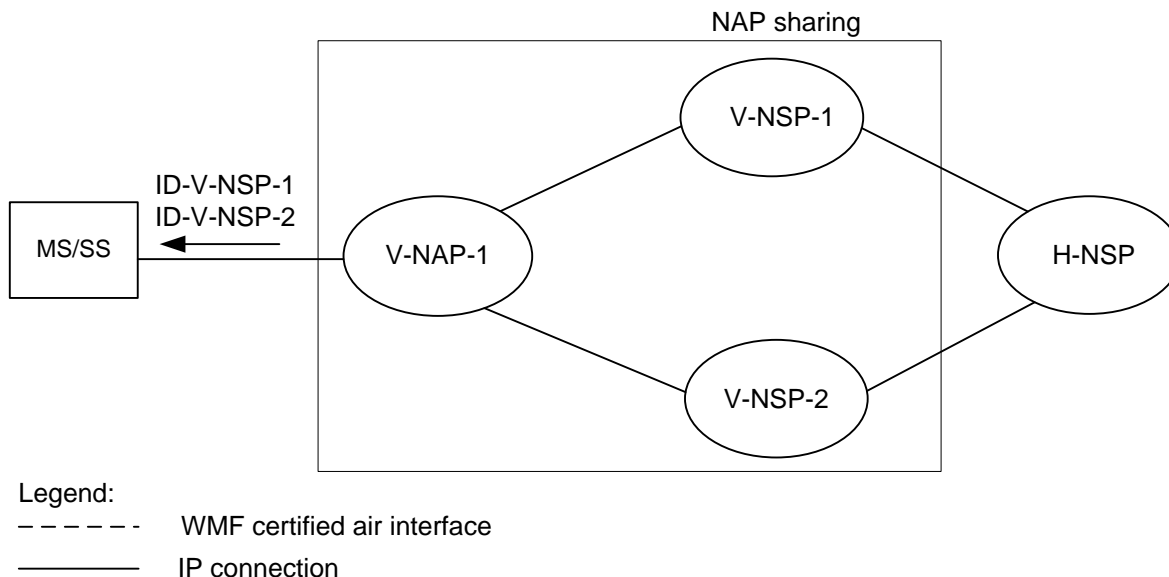 NAP sharing
V-NSP-1
ID-V-NSP-1
ID-V-NSP-2
MS/SS
V-NAP-1
H-NSP
V-NSP-2
Legend:
WMF certified air interface
IP connection